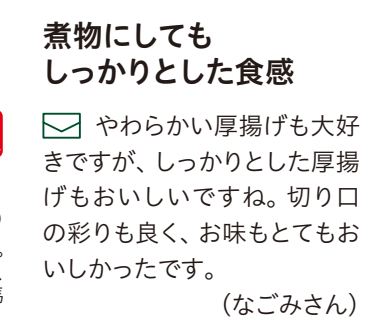 煮物にしても
しっかりとした食感
やわらかい厚揚げも大好
きですが、しっかりとした厚揚
げもおいしいですね。切り口
の彩りも良く、お味もとてもお
いしかったです。
（なごみさん）